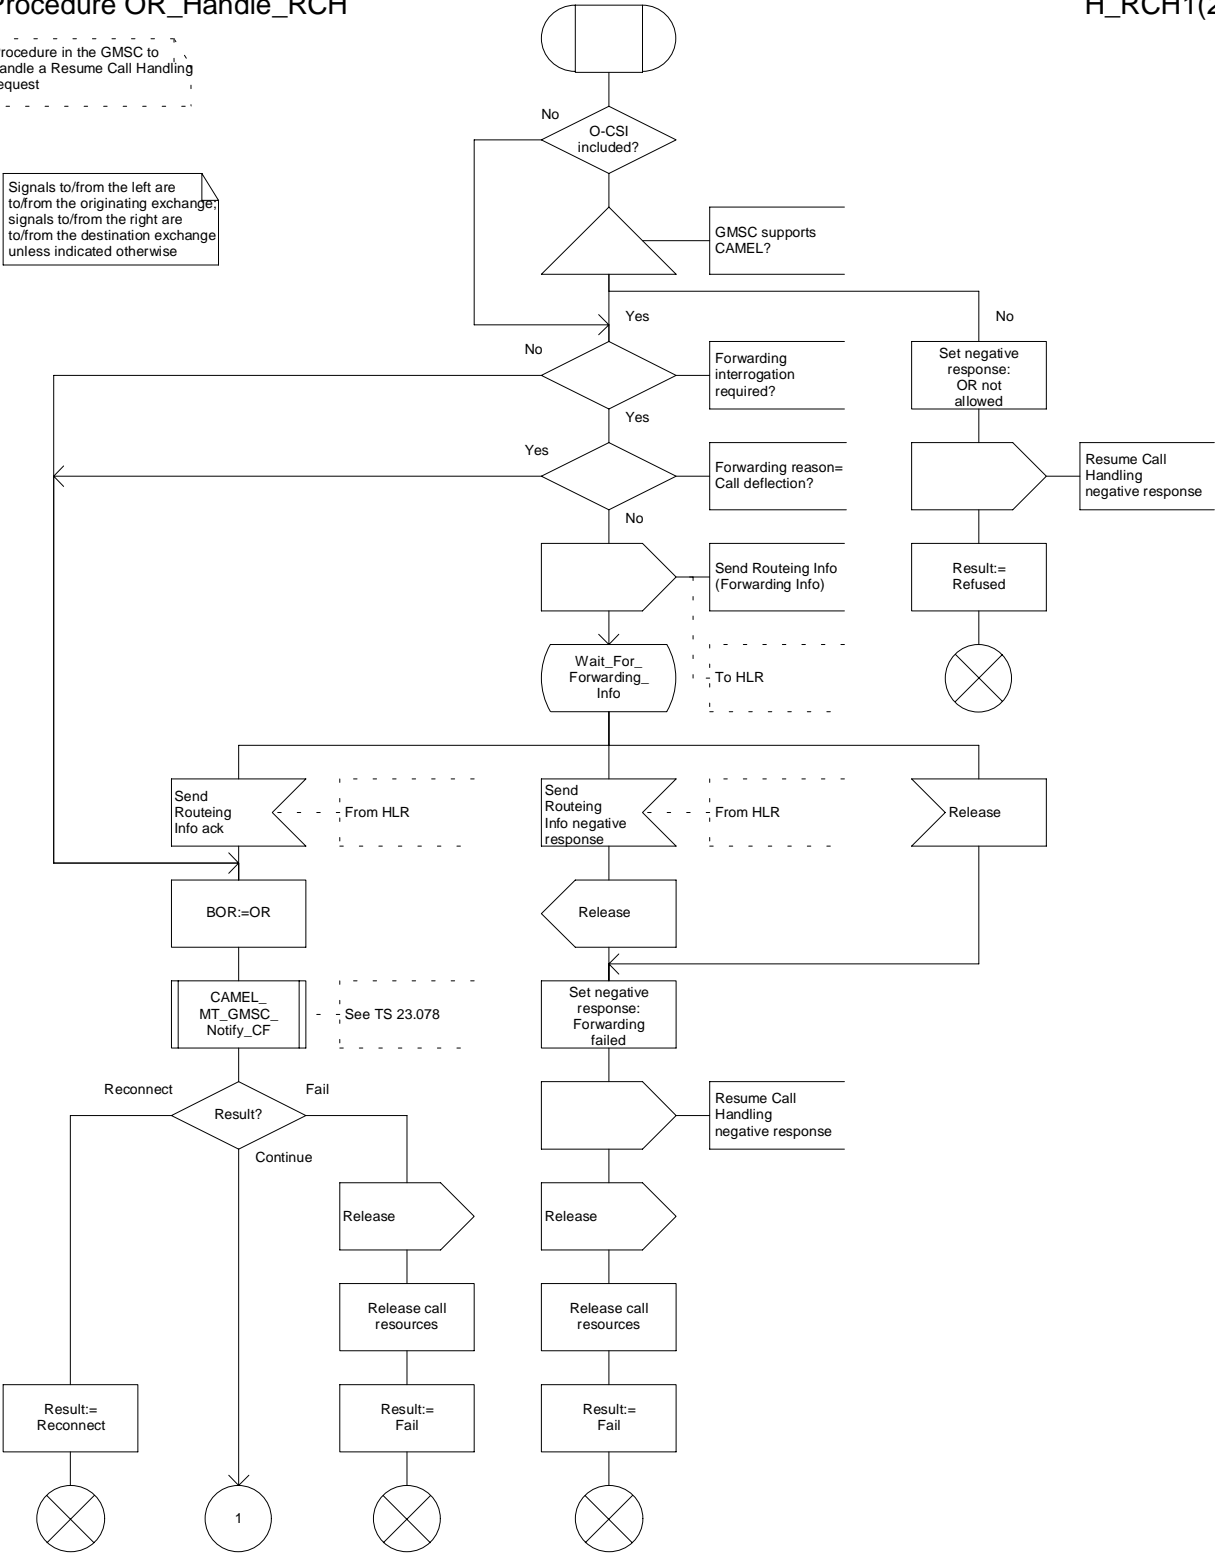 Procedure OR_Handle_RCH
H_RCH1(2
rocedure in the GMSC to
andle a Resume Call Handling
equest
Signals to/from the left are
to/from the originating exchange;
signals to/from the right are
to/from the destination exchange
unless indicated otherwise
No
O-CSI
included?
GMSC supports
CAMEL?
Yes
No
No
Forwarding
interrogation
required?
Set negative
response:
OR not
allowed
Yes
Yes
Forwarding reason=
Call deflection?
Resume Call
Handling
negative response
No
Send Routeing Info
(Forwarding Info)
Result:=
Refused
Wait_For_
Forwarding_
Info
To HLR
Send
Routeing
Info ack
From HLR
Send
Routeing
Info negative
response
From HLR
Release
BOR:=OR
Release
CAMEL_
MT_GMSC_
Notify_CF
See TS 23.078
Set negative
response:
Forwarding
failed
Reconnect
Fail
Result?
Continue
Resume Call
Handling
negative response
Release
Release
Release call
resources
Release call
resources
Result:=
Reconnect
Result:=
Fail
Result:=
Fail
1